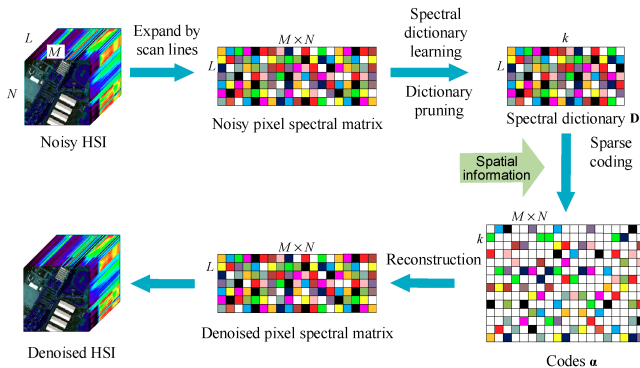 L
M
N
Noisy HSI
Expand by
scan lines
M × N
L
Noisy pixel spectral matrix
Spectral
dictionary
learning
Dictionary
pruning
k
L
Spectral dictionary D
Spatial
information
Sparse
coding
M × N
k
Codes α
Reconstruction
M × N
L
Denoised pixel spectral matrix
Denoised HSI